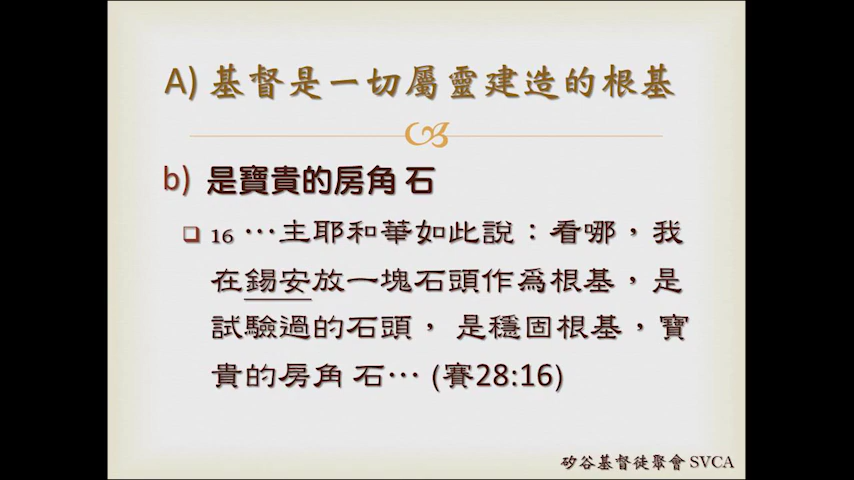 A) 基督是一切屬靈建造的根基
b) 是寶貴的房角 石
16 …主耶和華如此說：看哪，我
在錫安放一塊石頭作為根基，是
試驗過的石頭， 是穩固根基，寶
貴的房角 石… (賽28:16)
矽谷基督徒聚會 SVCA